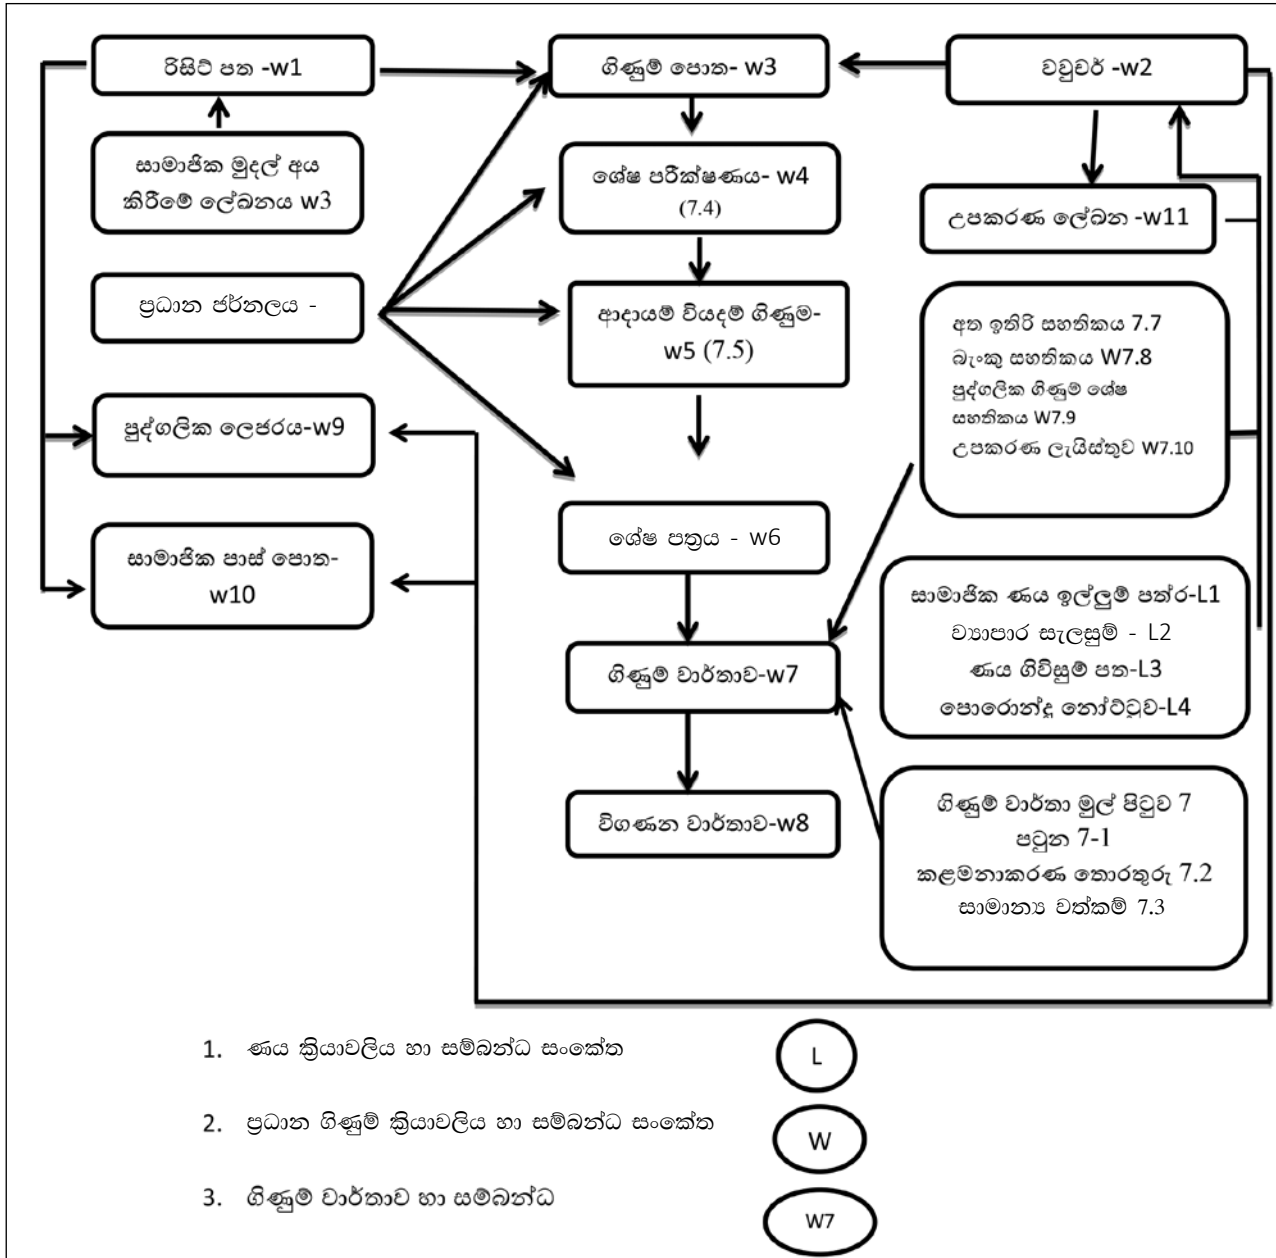 රිසිට් පත -w1
ගිණුම් පොත- w3
වවුචර් -w2
සාමාජික මුදල් අය
කිරීමේ ලේඛනය w3
ශේෂ පරීක්ෂණය- w4
(7.4)
උපකරණ ලේඛන -w11
ප්‍රධාන ජර්නලය -
ආදායම් වියදම් ගිණුම-
w5 (7.5)
අත ඉතිරි සහතිකය 7.7
බැංකු සහතිකය W7.8
පුද්ගලික ගිණුම් ශේෂ
සහතිකය W7.9
උපකරණ ලැයිස්තුව W7.10
පුද්ගලික ලෙජරය-w9
ශේෂ පත්‍රය - w6
සාමාජික පාස් පොත-
w10
සාමාජික ණය ඉල්ලුම් පත්ර-L1
ව්‍යාපාර සැලසුම් - L2
ණය ගිවිසුම් පත-L3
පොරොන්දු නෝට්ටුව-L4
ගිණුම් වාර්තාව-w7
විගණන වාර්තාව-w8
ගිණුම් වාර්තා මුල් පිටුව 7
පටුන 7-1
කළමනාකරණ තොරතුරු 7.2
සාමාන්‍ය වත්කම් 7.3
1. ණය ක්‍රියාවලිය හා සම්බන්ධ සංකේත L
2. ප්‍රධාන ගිණුම් ක්‍රියාවලිය හා සම්බන්ධ සංකේත W
3. ගිණුම් වාර්තාව හා සම්බන්ධ W7